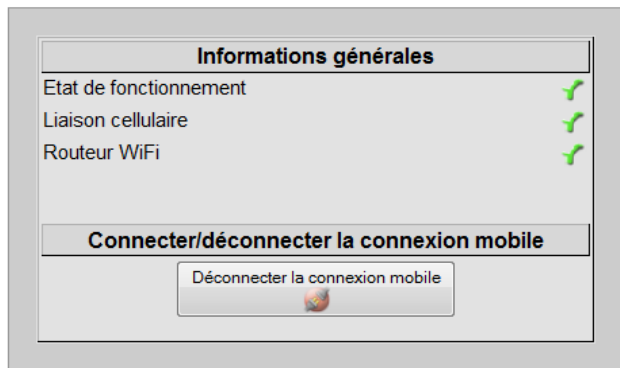 Informations générales
Etat de fonctionnement
Liaison cellulaire
Routeur WiFi
Connecter/déconnecter la connexion mobile
Déconnecter la connexion mobile